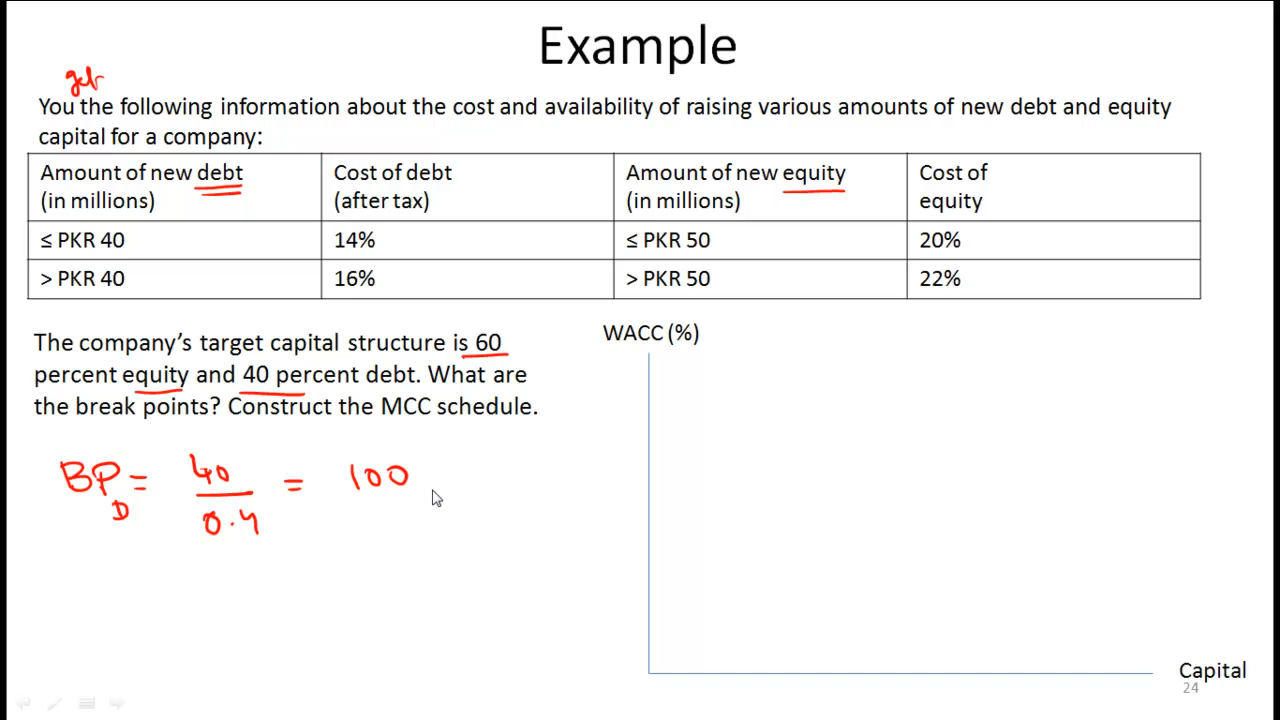 Example
get
You the following information about the cost and availability of raising various amounts of new debt and equity
capital for a company:
Amount of new debt (in millions) Cost of debt (after tax) Amount of new equity (in millions) Cost of equity
≤ PKR 40 14% ≤ PKR 50 20%
> PKR 40 16% > PKR 50 22%
The company’s target capital structure is 60
percent equity and 40 percent debt. What are
the break points? Construct the MCC schedule.
WACC (%)
BP D = 40 / 0.4 = 100
Capital
24